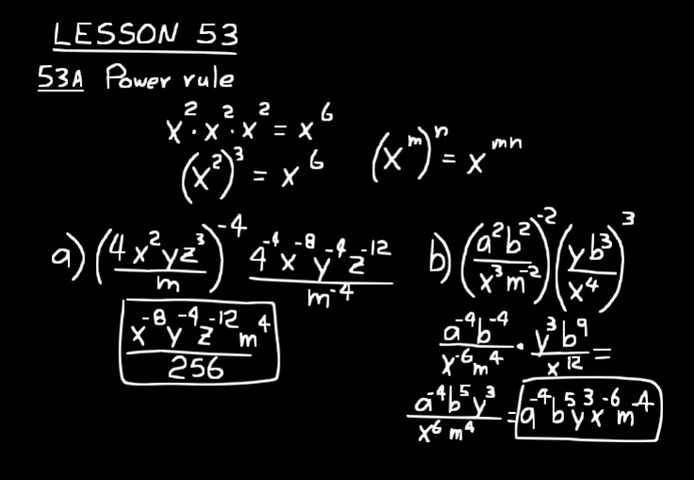 LESSON 53
53A Power rule
x²·x²·x² = x⁶
(x²)³ = x⁶
(xᵐ)ⁿ = xᵐⁿ
a) (4x²yz³/m)⁻⁴ 4⁻⁴x⁻⁸y⁻⁴z⁻¹²/m⁻⁴
x⁻⁸y⁻⁴z⁻¹²m⁴/256
b) (a²b²/x³m⁻²)⁻² (yb³/x⁴)³
a⁻⁴b⁻⁴/x⁻⁶m⁴ · y³b⁹/x¹² =
a⁻⁴b⁵y³/x⁶m⁴ = a⁻⁴b⁵y³x⁻⁶m⁻⁴